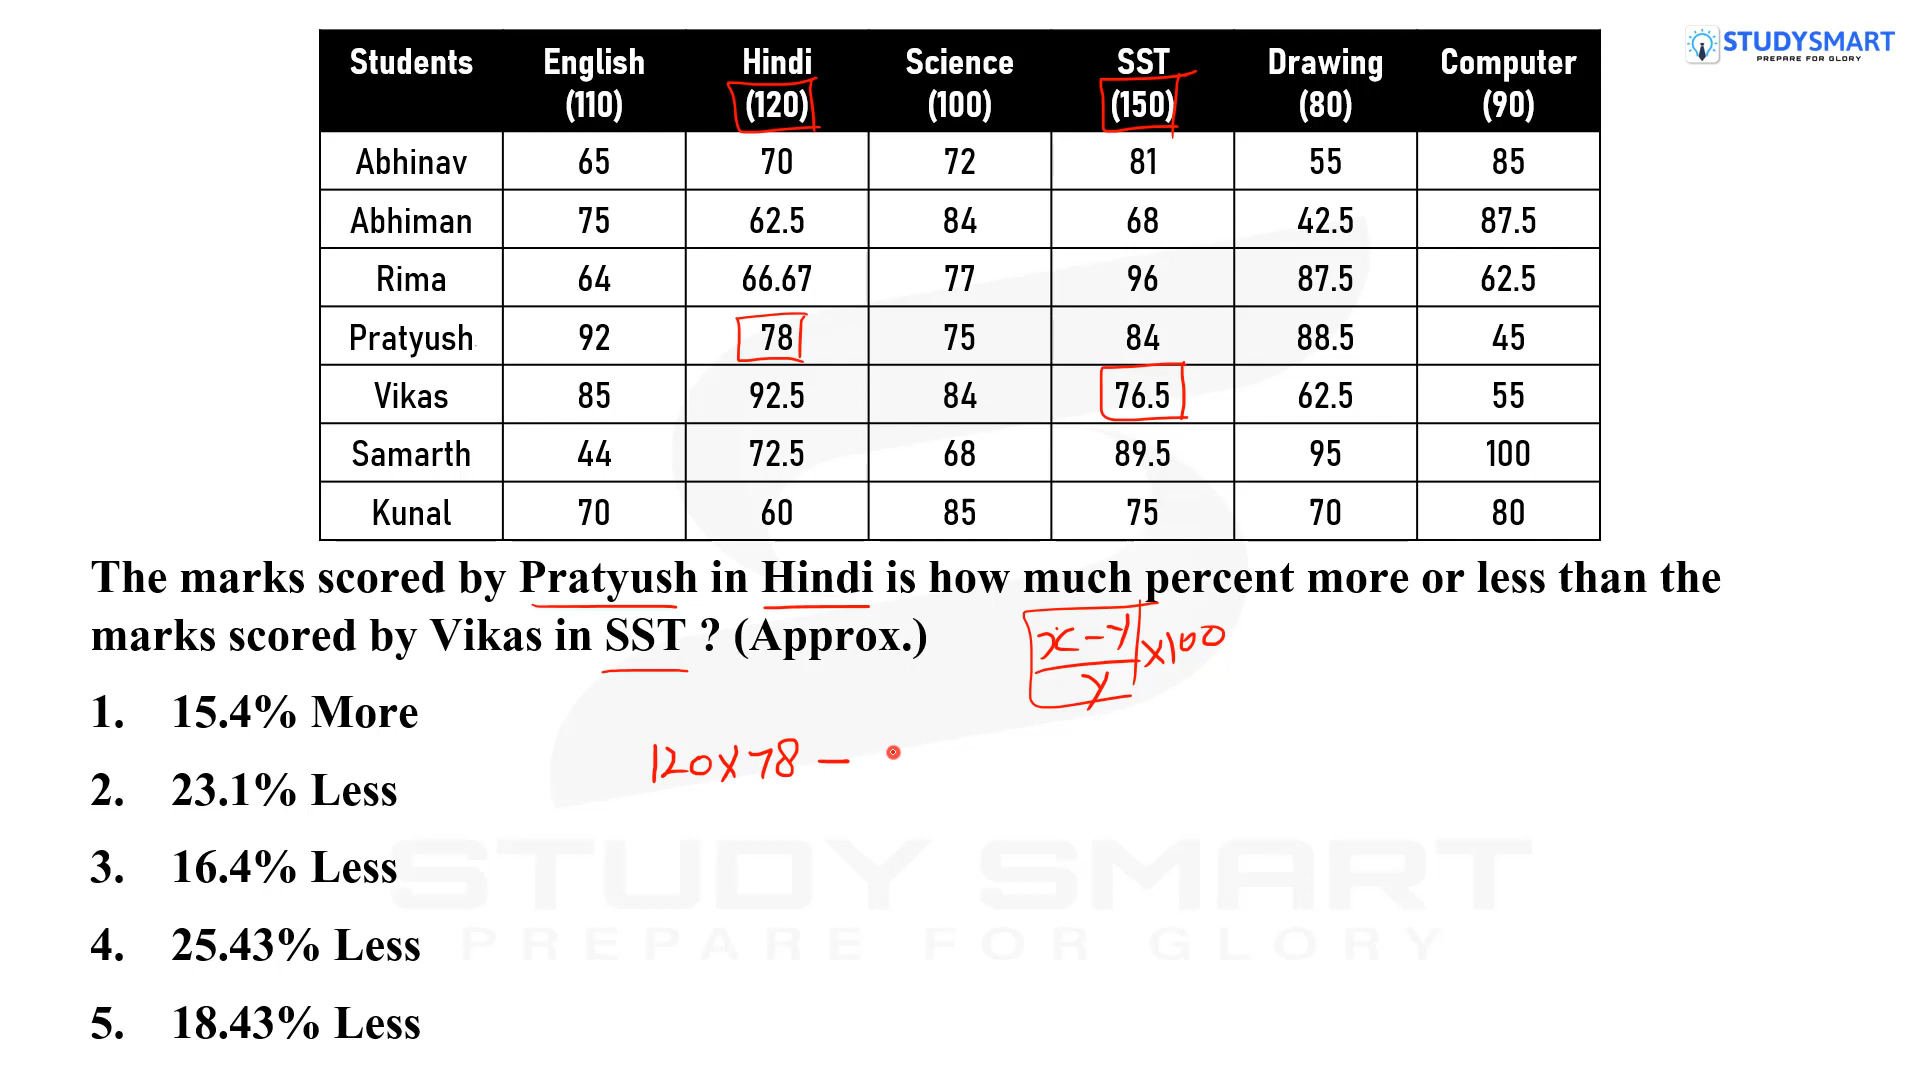 STUDYSMART
PREPARE FOR GLORY
Students English Hindi Science SST Drawing Computer
(110) (120) (100) (150) (80) (90)
Abhinav 65 70 72 81 55 85
Abhiman 75 62.5 84 68 42.5 87.5
Rima 64 66.67 77 96 87.5 62.5
Pratyush 92 78 75 84 88.5 45
Vikas 85 92.5 84 76.5 62.5 55
Samarth 44 72.5 68 89.5 95 100
Kunal 70 60 85 75 70 80
The marks scored by Pratyush in Hindi is how much percent more or less than the
marks scored by Vikas in SST ? (Approx.)
x-y
×100
y
1. 15.4% More
120×78 -
2. 23.1% Less
3. 16.4% Less
4. 25.43% Less
5. 18.43% Less
STUDY SMART
PREPARE FOR GLORY